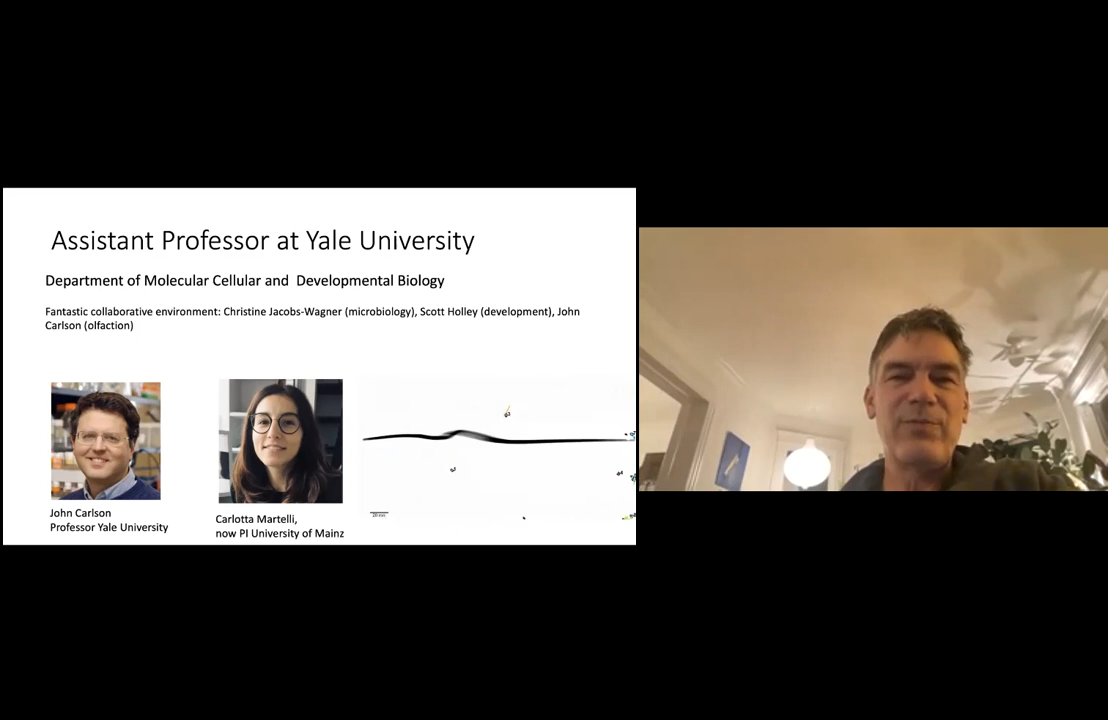 Assistant Professor at Yale University
Department of Molecular Cellular and Developmental Biology
Fantastic collaborative environment: Christine Jacobs-Wagner (microbiology), Scott Holley (development), John
Carlson (olfaction)
John Carlson
Professor Yale University
Carlotta Martelli,
now PI University of Mainz